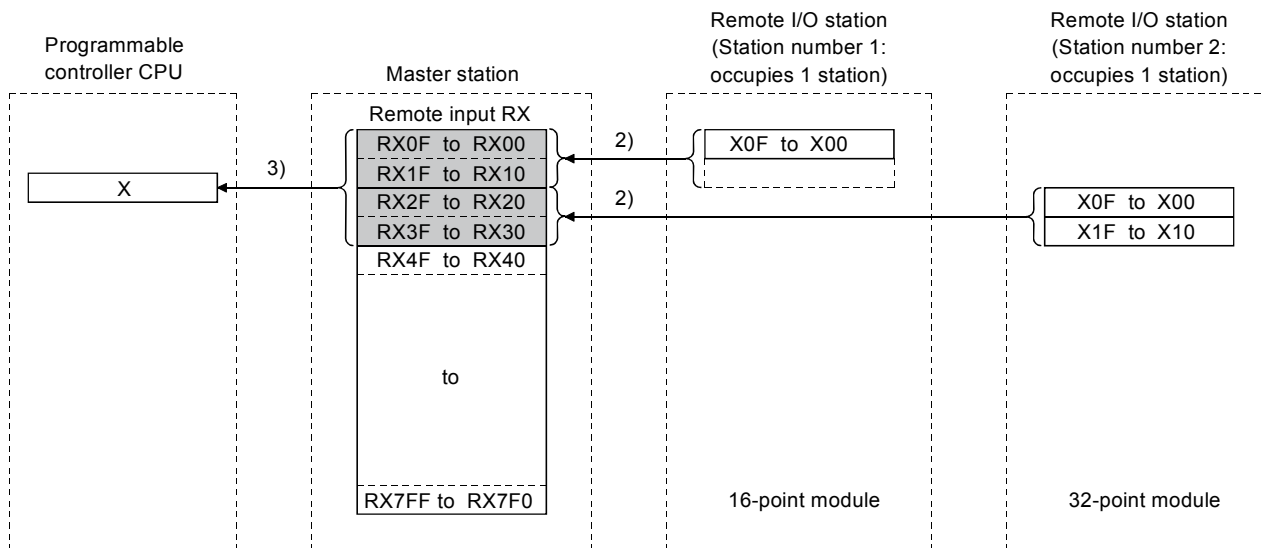 Programmable
controller CPU
Master station
Remote I/O station
(Station number 1:
occupies 1 station)
Remote I/O station
(Station number 2:
occupies 1 station)
Remote input RX
RX0F to RX00
RX1F to RX10
RX2F to RX20
RX3F to RX30
RX4F to RX40
to
RX7FF to RX7F0
X
3)
2)
2)
X0F to X00
16-point module
X0F to X00
X1F to X10
32-point module